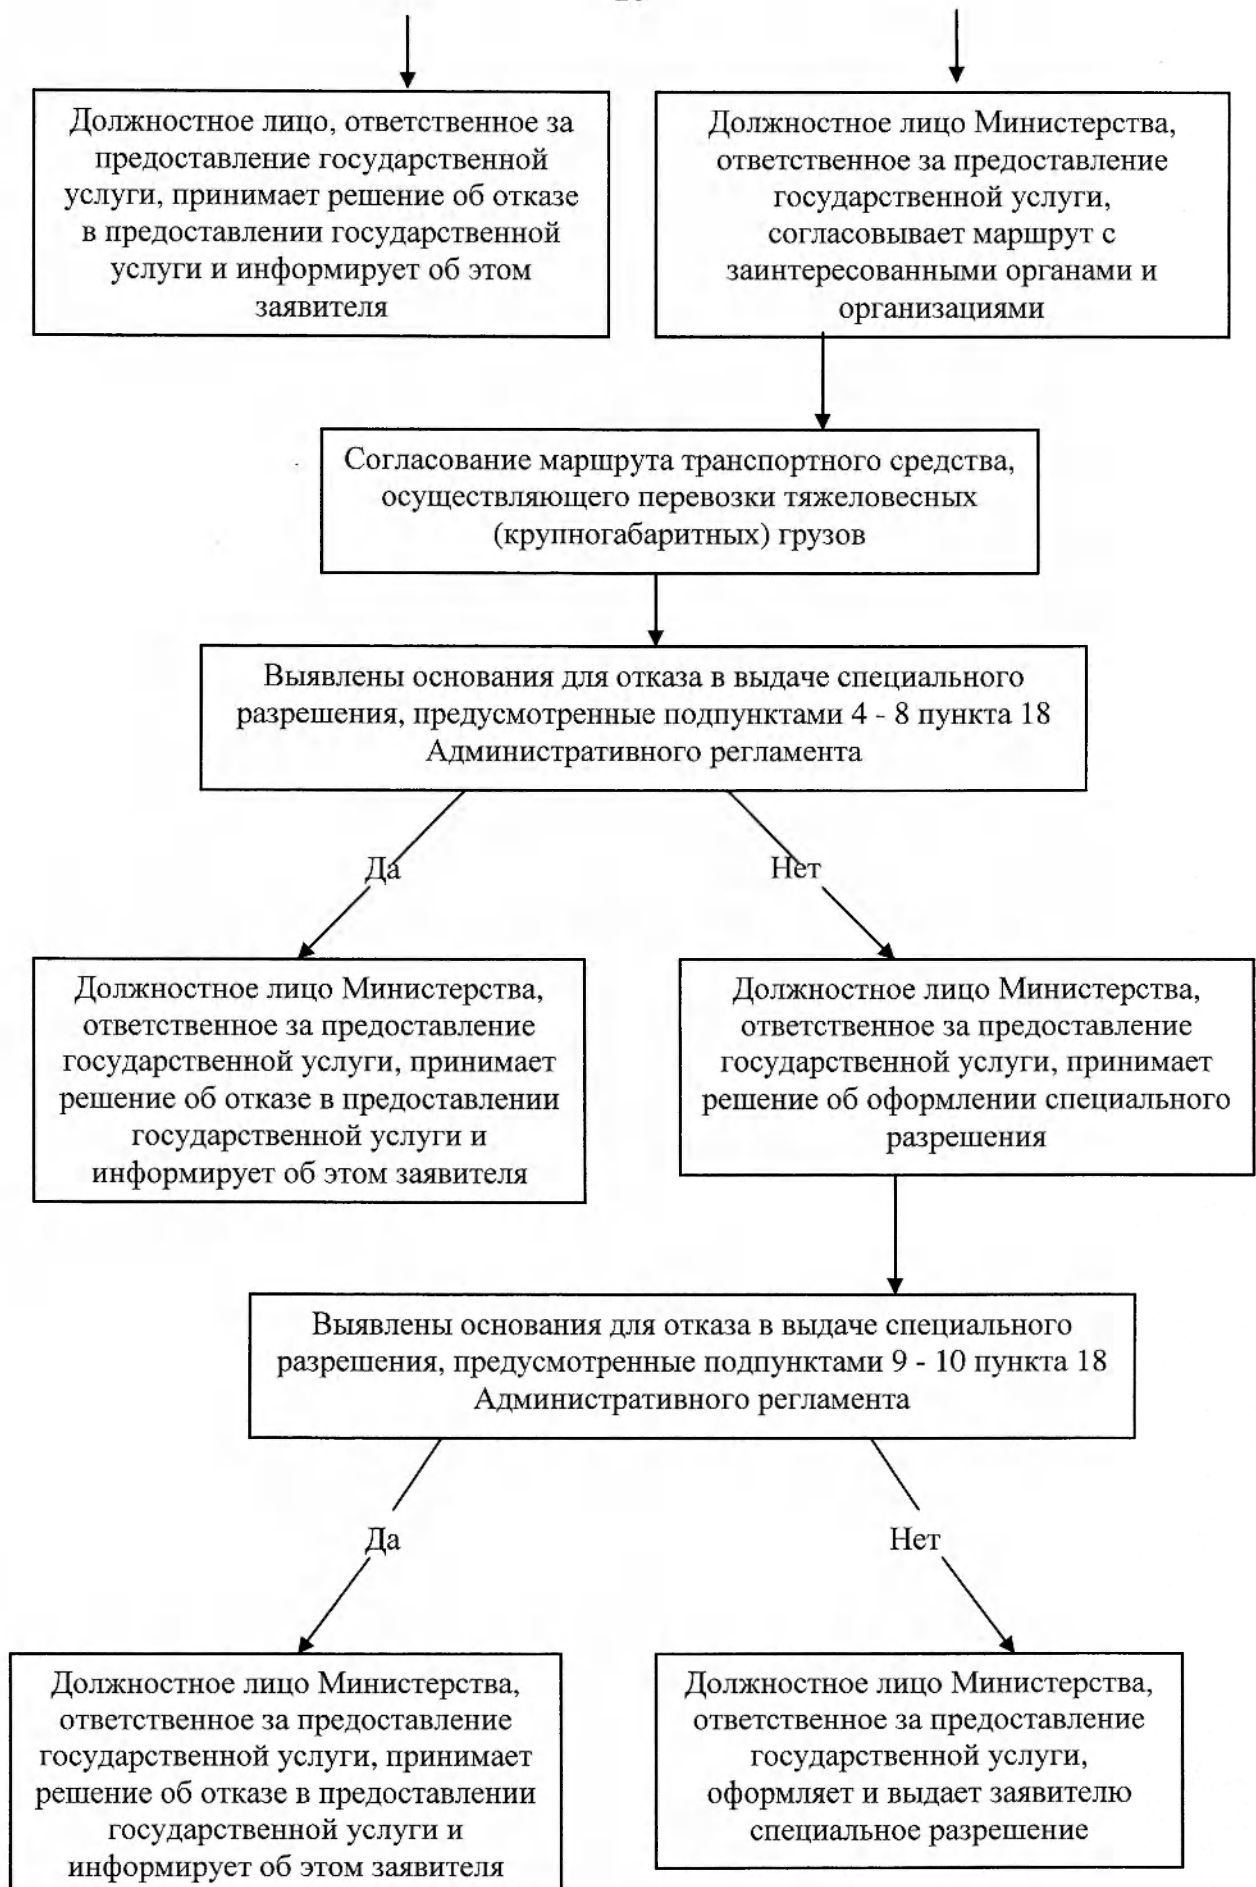 Должностное лицо, ответственное за
предоставление государственной
услуги, принимает решение об отказе
в предоставлении государственной
услуги и информирует об этом
заявителя
Должностное лицо Министерства,
ответственное за предоставление
государственной услуги,
согласовывает маршрут с
заинтересованными органами и
организациями
Согласование маршрута транспортного средства,
осуществляющего перевозки тяжеловесных
(крупногабаритных) грузов
Выявлены основания для отказа в выдаче специального
разрешения, предусмотренные подпунктами 4 - 8 пункта 18
Административного регламента
Да
Нет
Должностное лицо Министерства,
ответственное за предоставление
государственной услуги, принимает
решение об отказе в предоставлении
государственной услуги и
информирует об этом заявителя
Должностное лицо Министерства,
ответственное за предоставление
государственной услуги, принимает
решение об оформлении специального
разрешения
Выявлены основания для отказа в выдаче специального
разрешения, предусмотренные подпунктами 9 - 10 пункта 18
Административного регламента
Да
Нет
Должностное лицо Министерства,
ответственное за предоставление
государственной услуги, принимает
решение об отказе в предоставлении
государственной услуги и
информирует об этом заявителя
Должностное лицо Министерства,
ответственное за предоставление
государственной услуги,
оформляет и выдает заявителю
специальное разрешение